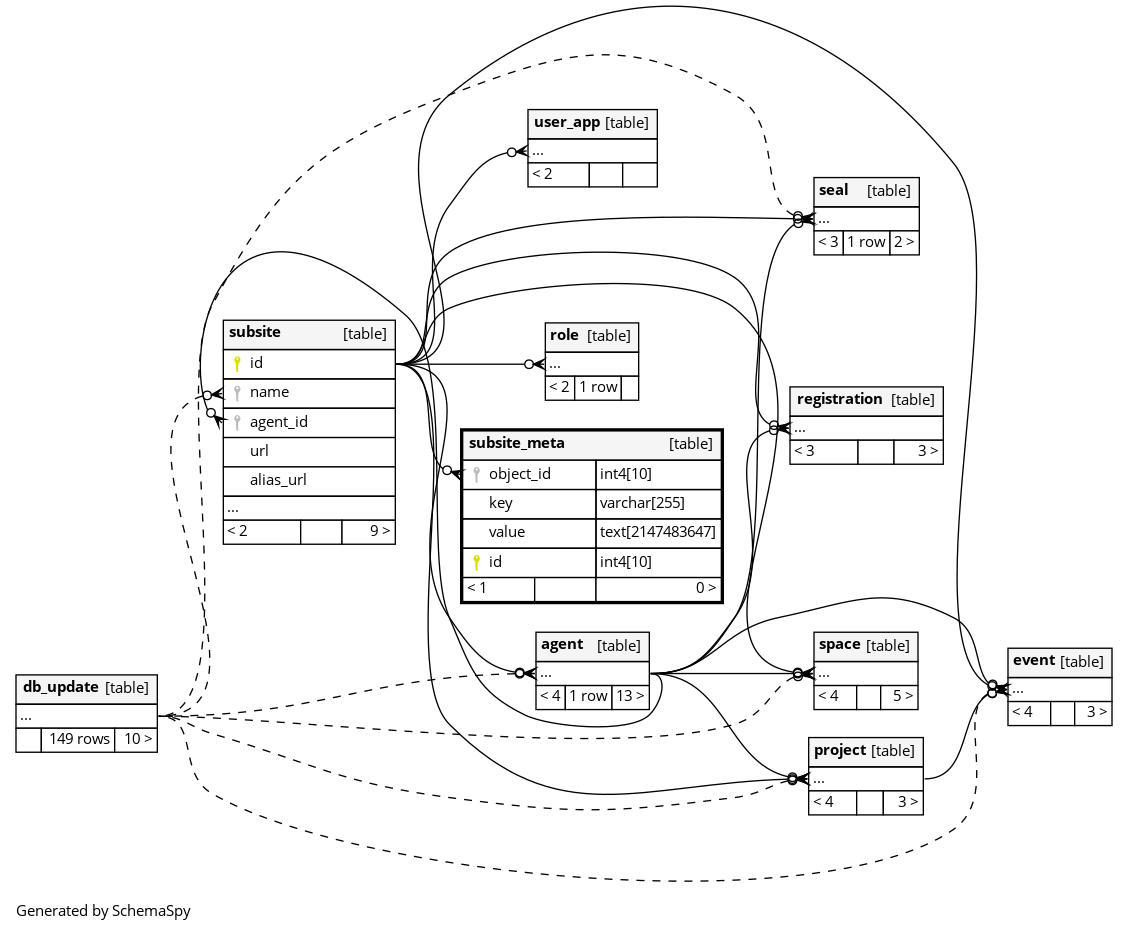 user_app [table]
...
< 2
seal [table]
...
< 3 1 row 2 >
subsite [table]
id
name
agent_id
url
alias_url
...
< 2 9 >
role [table]
...
< 2 1 row
registration [table]
...
< 3 3 >
subsite_meta [table]
object_id int4[10]
key varchar[255]
value text[2147483647]
id int4[10]
< 1 0 >
agent [table]
...
< 4 1 row 13 >
space [table]
...
< 4 5 >
event [table]
...
< 4 3 >
db_update [table]
...
149 rows 10 >
project [table]
...
< 4 3 >
Generated by SchemaSpy